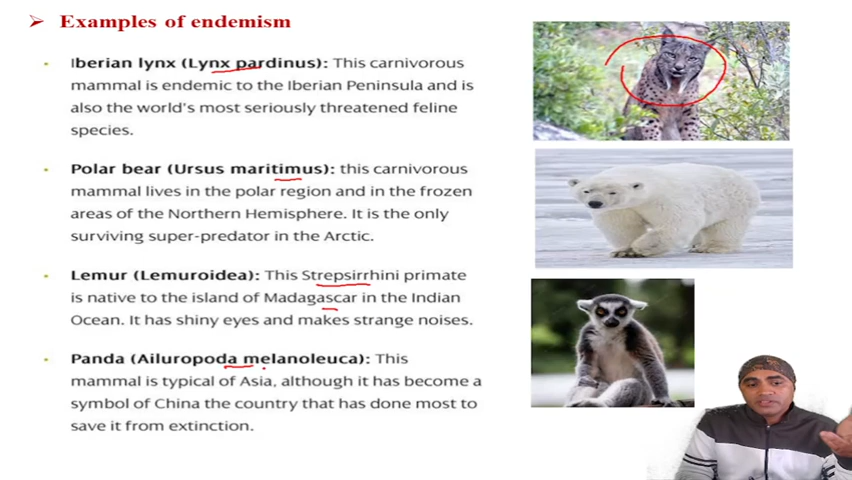 Examples of endemism
Iberian lynx (Lynx pardinus): This carnivorous
mammal is endemic to the Iberian Peninsula and is
also the world's most seriously threatened feline
species.
Polar bear (Ursus maritimus): this carnivorous
mammal lives in the polar region and in the frozen
areas of the Northern Hemisphere. It is the only
surviving super-predator in the Arctic.
Lemur (Lemuroidea): This Strepsirrhini primate
is native to the island of Madagascar in the Indian
Ocean. It has shiny eyes and makes strange noises.
Panda (Ailuropoda melanoleuca): This
mammal is typical of Asia, although it has become a
symbol of China the country that has done most to
save it from extinction.